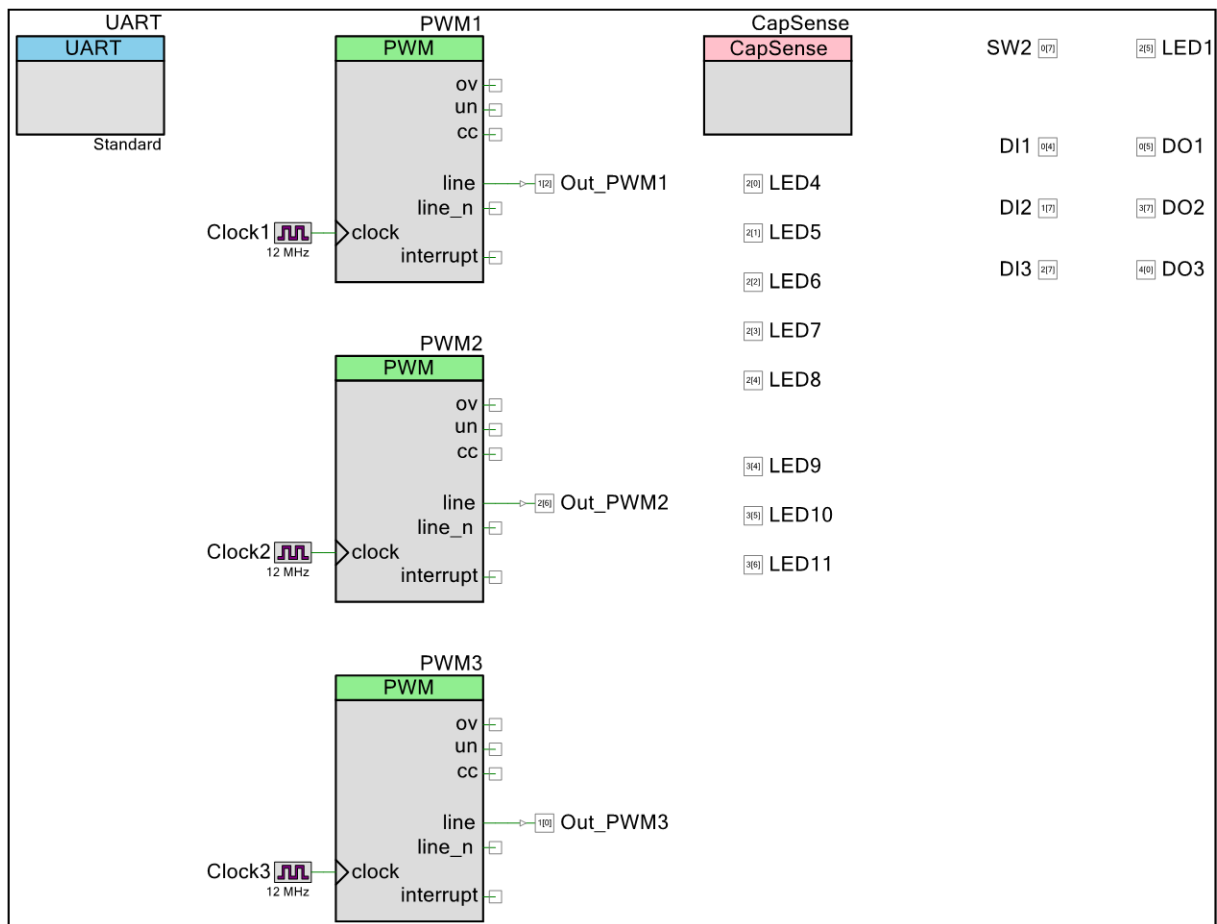 UART
UART
Standard
PWM1
PWM
ov
un
cc
line
1[2] Out_PWM1
line_n
Clock1
clock
12 MHz
interrupt
PWM2
PWM
ov
un
cc
line
2[6] Out_PWM2
line_n
Clock2
clock
12 MHz
interrupt
PWM3
PWM
ov
un
cc
line
1[0] Out_PWM3
line_n
Clock3
clock
12 MHz
interrupt
CapSense
CapSense
2[0] LED4
2[1] LED5
2[2] LED6
2[3] LED7
2[4] LED8
3[4] LED9
3[5] LED10
3[6] LED11
SW2 0[7]
2[5] LED1
DI1 0[4]
0[5] DO1
DI2 1[7]
3[7] DO2
DI3 2[7]
4[0] DO3